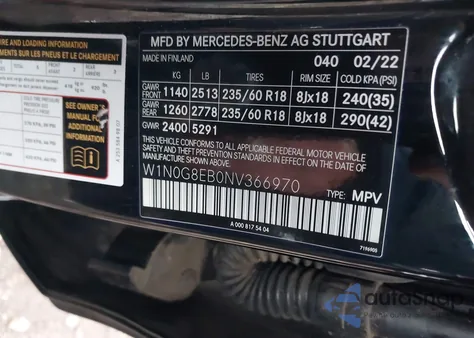 RE AND LOADING INFORMATION
SEE OWNER'S
MANUAL FOR
ADDITIONAL
MFD BY MERCEDES-BENZ AG STUTTGART
MADE IN FINLAND 040 02/22
KG LB TIRES RIM SIZE COLD KPA(PSI)
GAWR FRONT 1140 2513 235/60 R18 8Jx18 240(35)
GAWR REAR 1260 2778 235/60 R18 8Jx18 290(42)
GVWR 2400 5291
THIS VEHICLE CONFORMS TO ALL APPLICABLE FEDERAL MOTOR VEHICLE
SAFETY AND THEFT PREVENTION STANDARDS IN EFFECT ON THE DATE OF
MANUFACTURE SHOWN ABOVE.
W1N0G8EB0NV366970
TYPE: MPV
A 000 817 54 04
autoshop